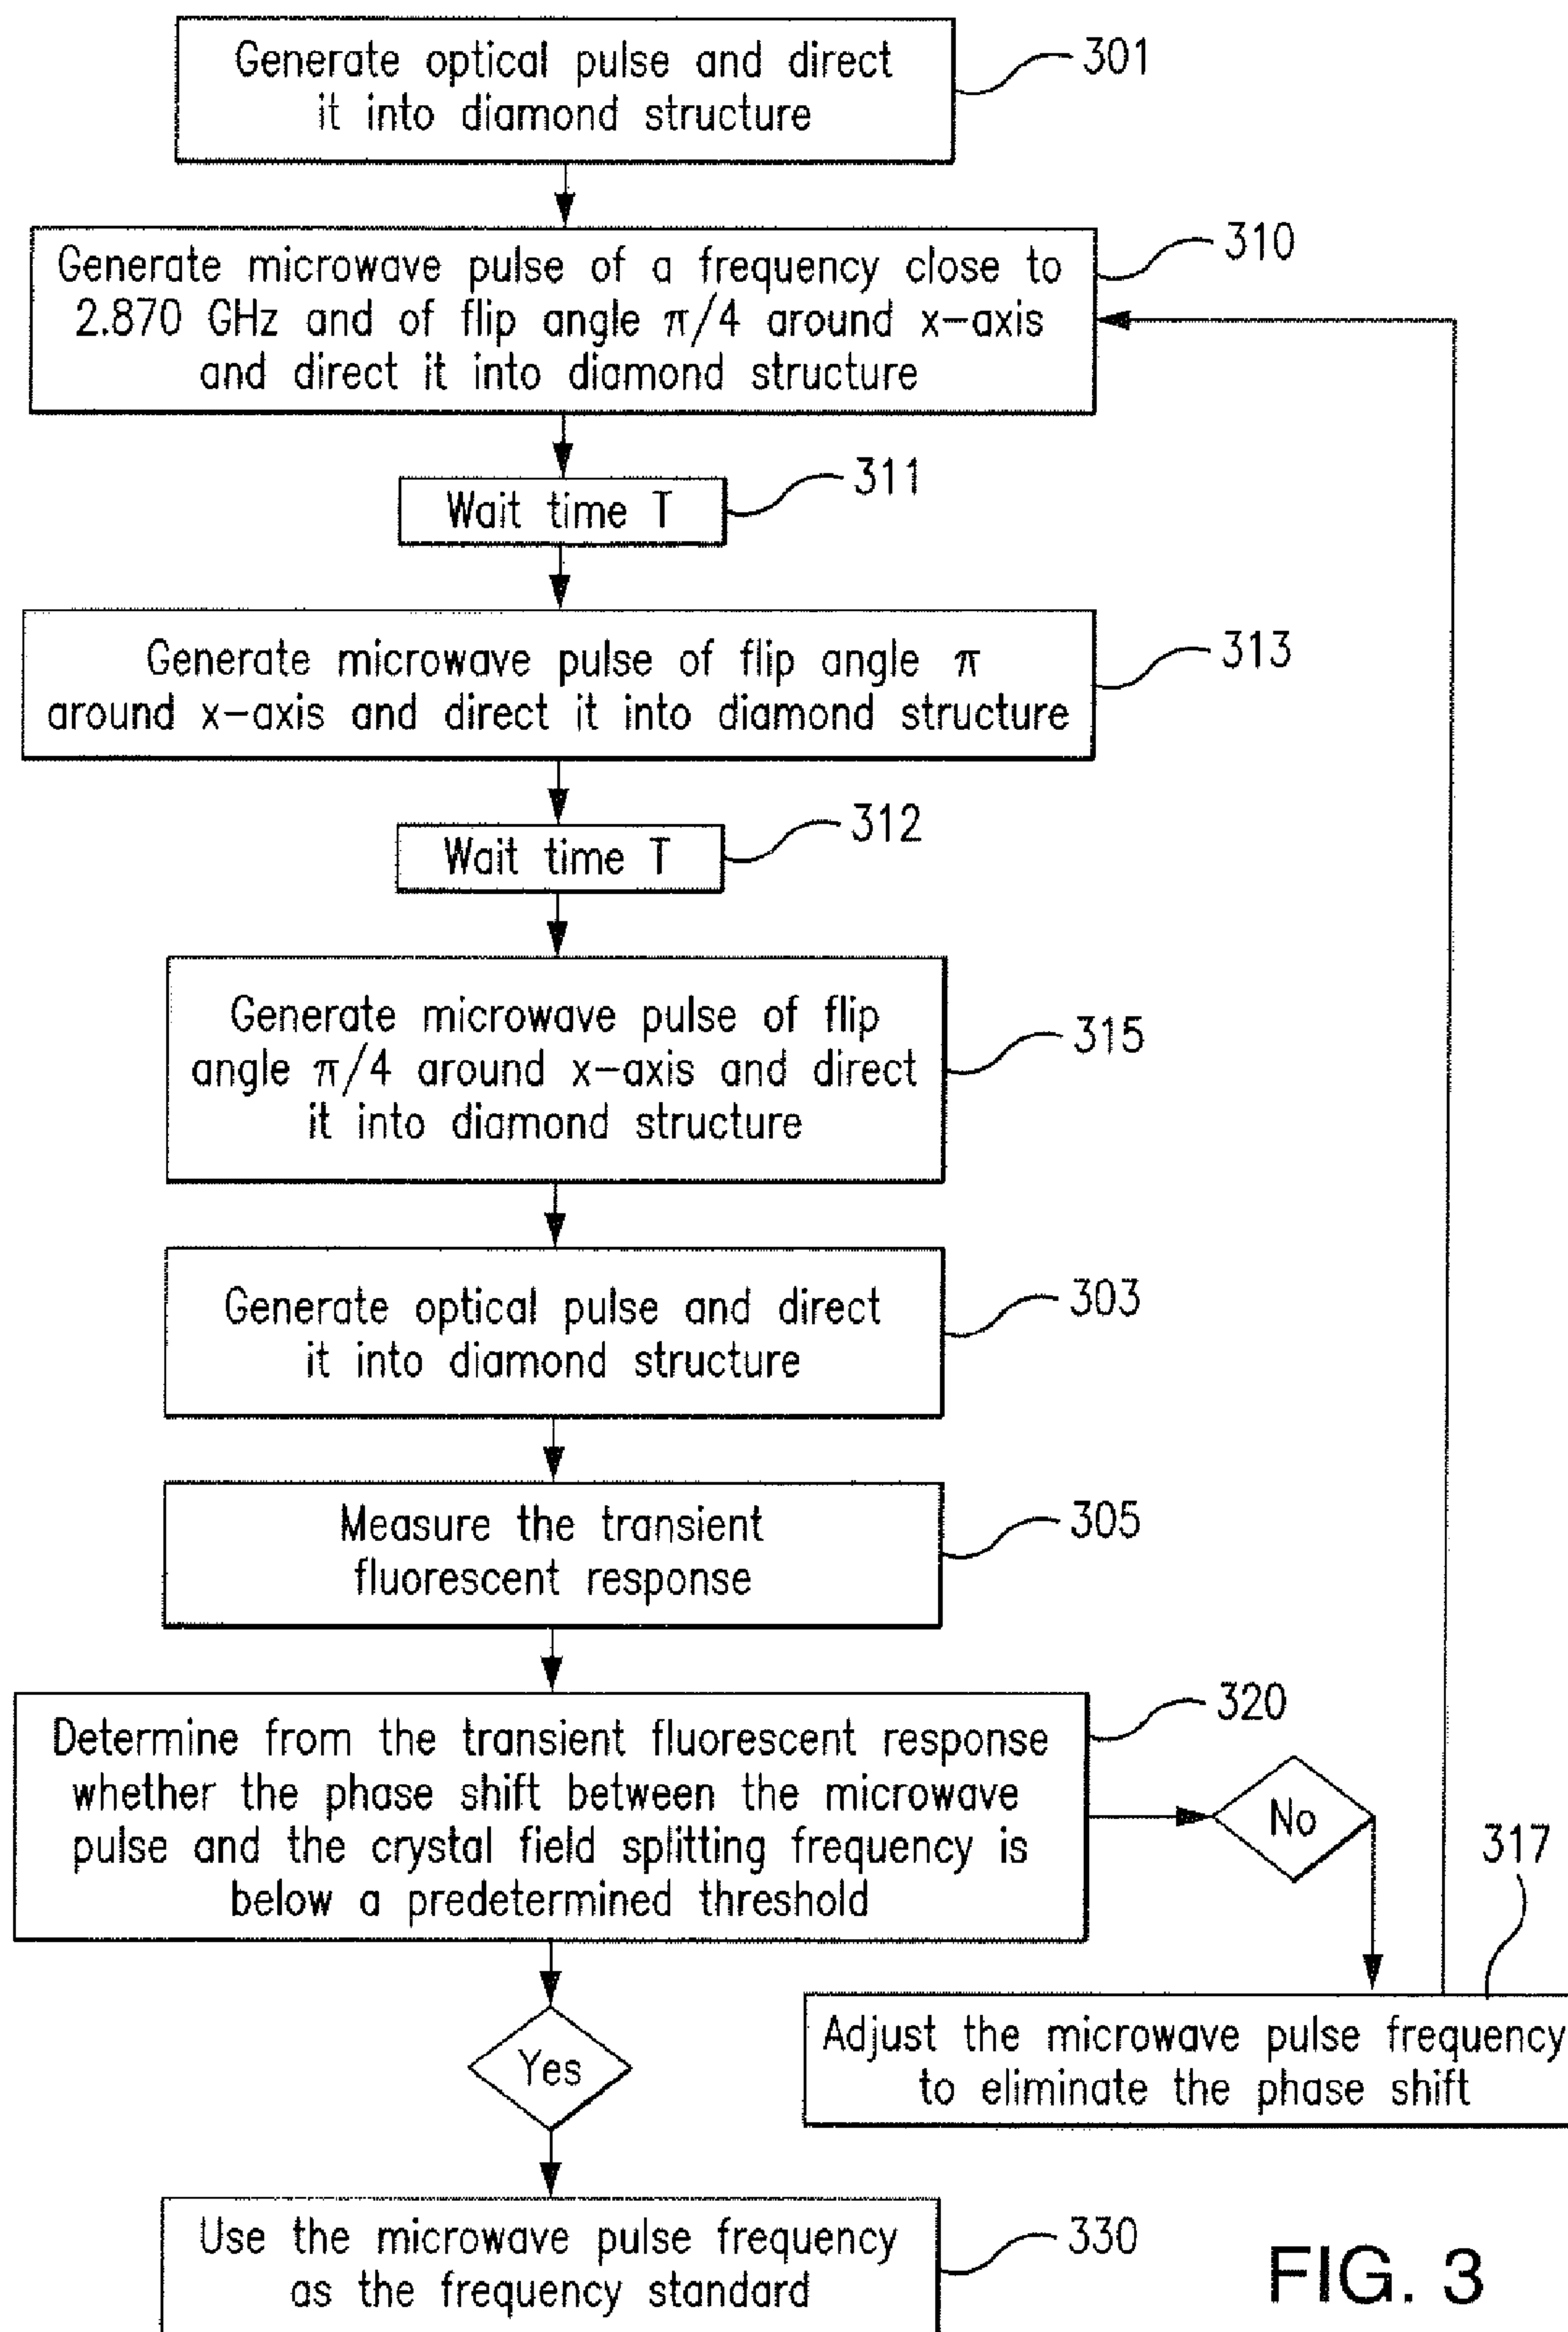 Generate optical pulse and direct
it into diamond structure
301
Generate microwave pulse of a frequency close to
2.870 GHz and of flip angle π/4 around x-axis
and direct it into diamond structure
310
Wait time T
311
Generate microwave pulse of flip angle π
around x-axis and direct it into diamond structure
313
Wait time T
312
Generate microwave pulse of flip
angle π/4 around x-axis and direct
it into diamond structure
315
Generate optical pulse and direct
it into diamond structure
303
Measure the transient
fluorescent response
305
Determine from the transient fluorescent response
whether the phase shift between the microwave
pulse and the crystal field splitting frequency is
below a predetermined threshold
320
No
317
Adjust the microwave pulse frequency
to eliminate the phase shift
Yes
Use the microwave pulse frequency
as the frequency standard
330
FIG. 3